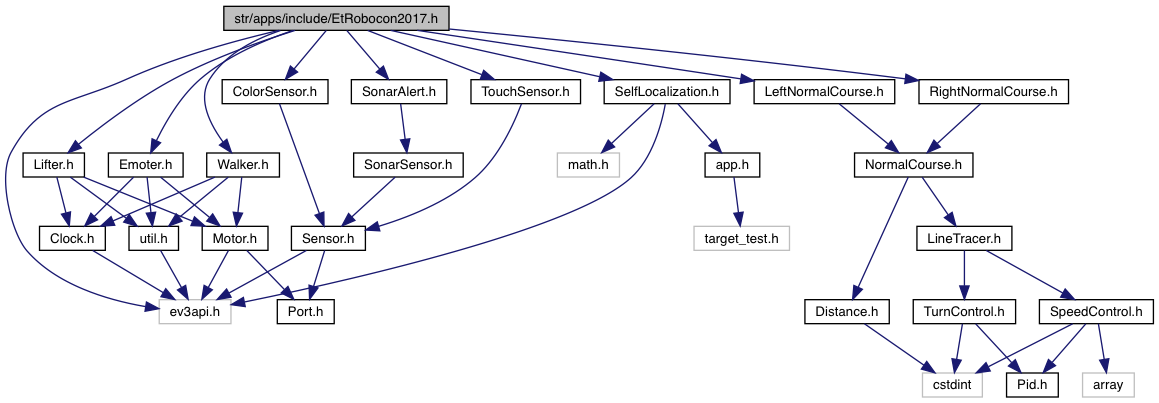 str/apps/include/EtRobocon2017.h
ColorSensor.h
SonarAlert.h
TouchSensor.h
SelfLocalization.h
LeftNormalCourse.h
RightNormalCourse.h
Lifter.h
Emoter.h
Walker.h
SonarSensor.h
math.h
app.h
NormalCourse.h
Clock.h
util.h
Motor.h
Sensor.h
target_test.h
LineTracer.h
ev3api.h
Port.h
Distance.h
TurnControl.h
SpeedControl.h
cstdint
Pid.h
array